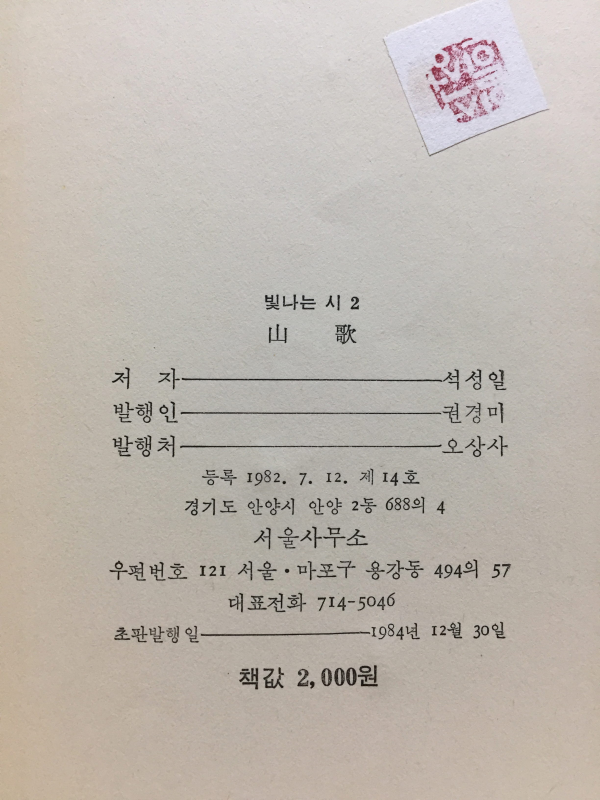 빛나는 시 2
山 歌
저 자 석성일
발행인 권경미
발행처 오상사
등록 1982. 7. 12. 제 14호
경기도 안양시 안양 2동 688의 4
서울사무소
우편번호 121 서울·마포구 용강동 494의 57
대표전화 714-5046
초판발행일 1984년 12월 30일
책값 2,000원